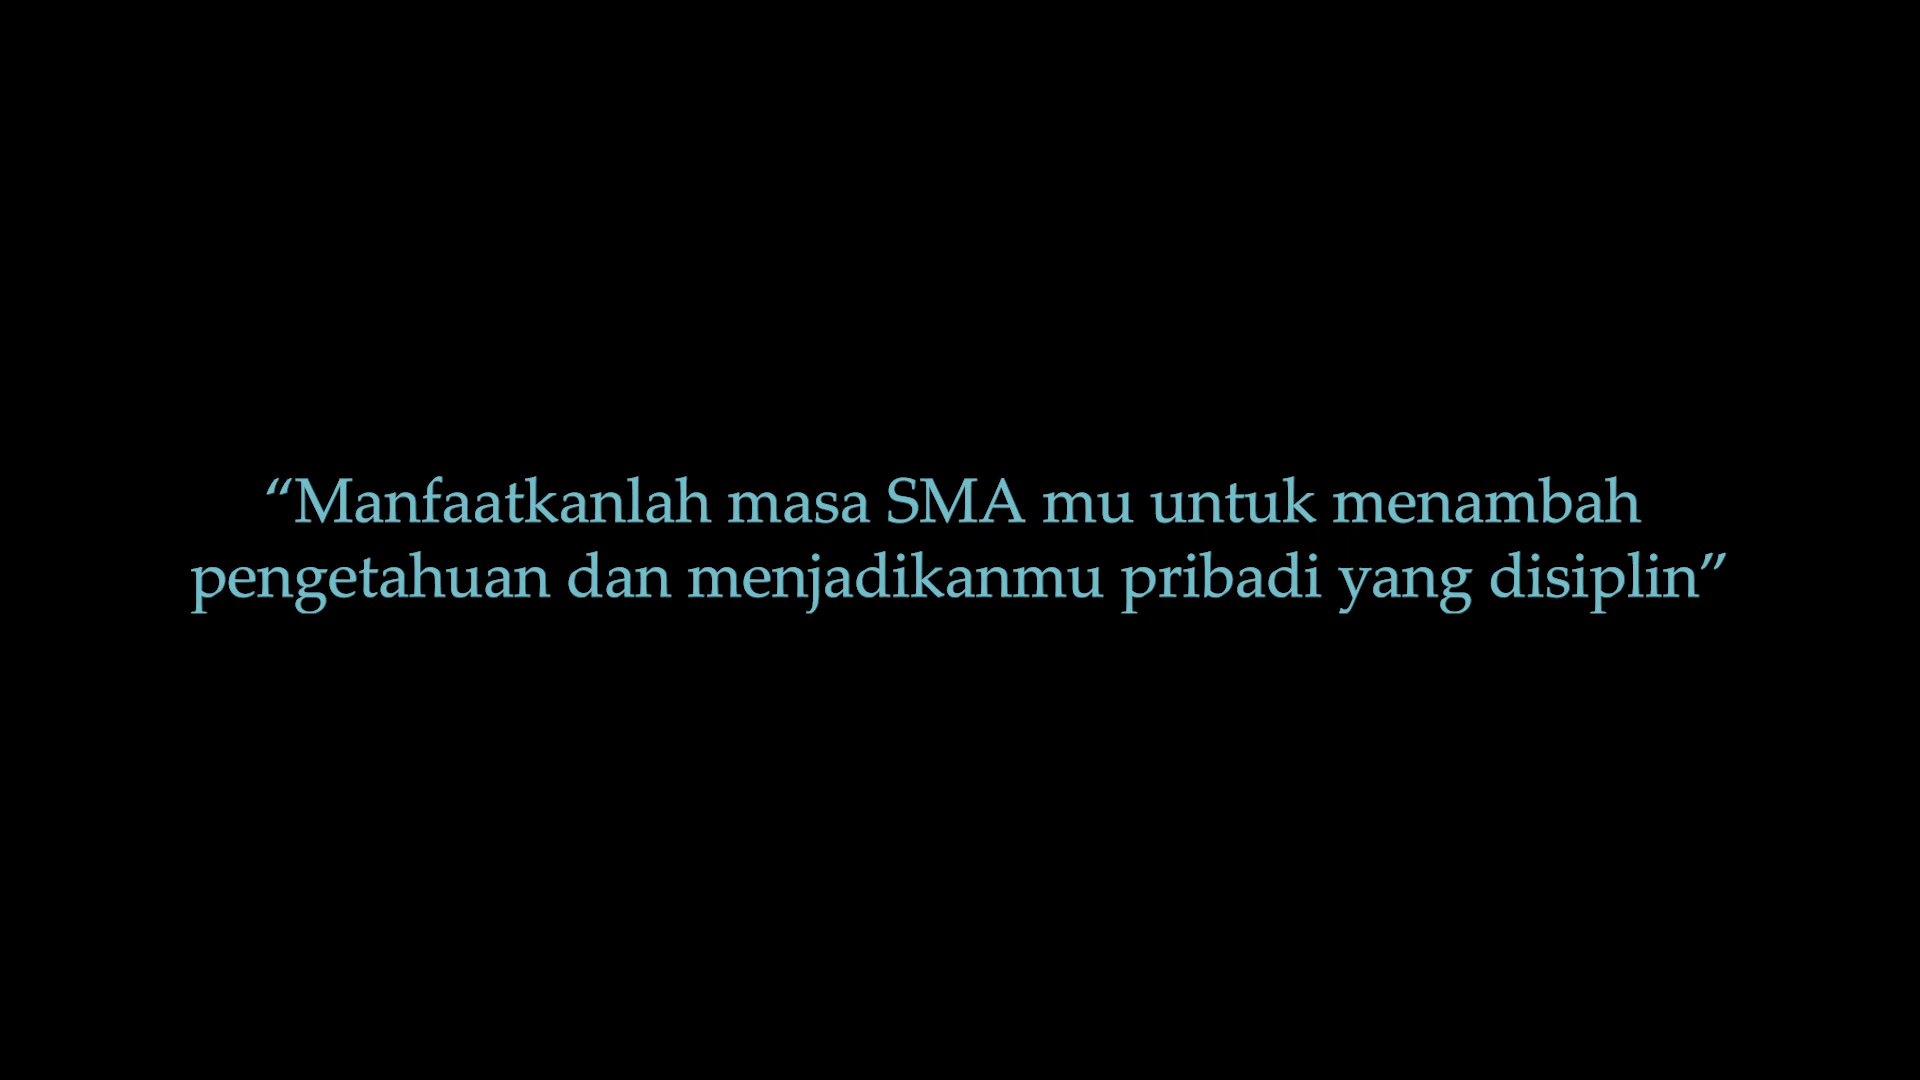 “Manfaatkanlah masa SMA mu untuk menambah
pengetahuan dan menjadikanmu pribadi yang disiplin”